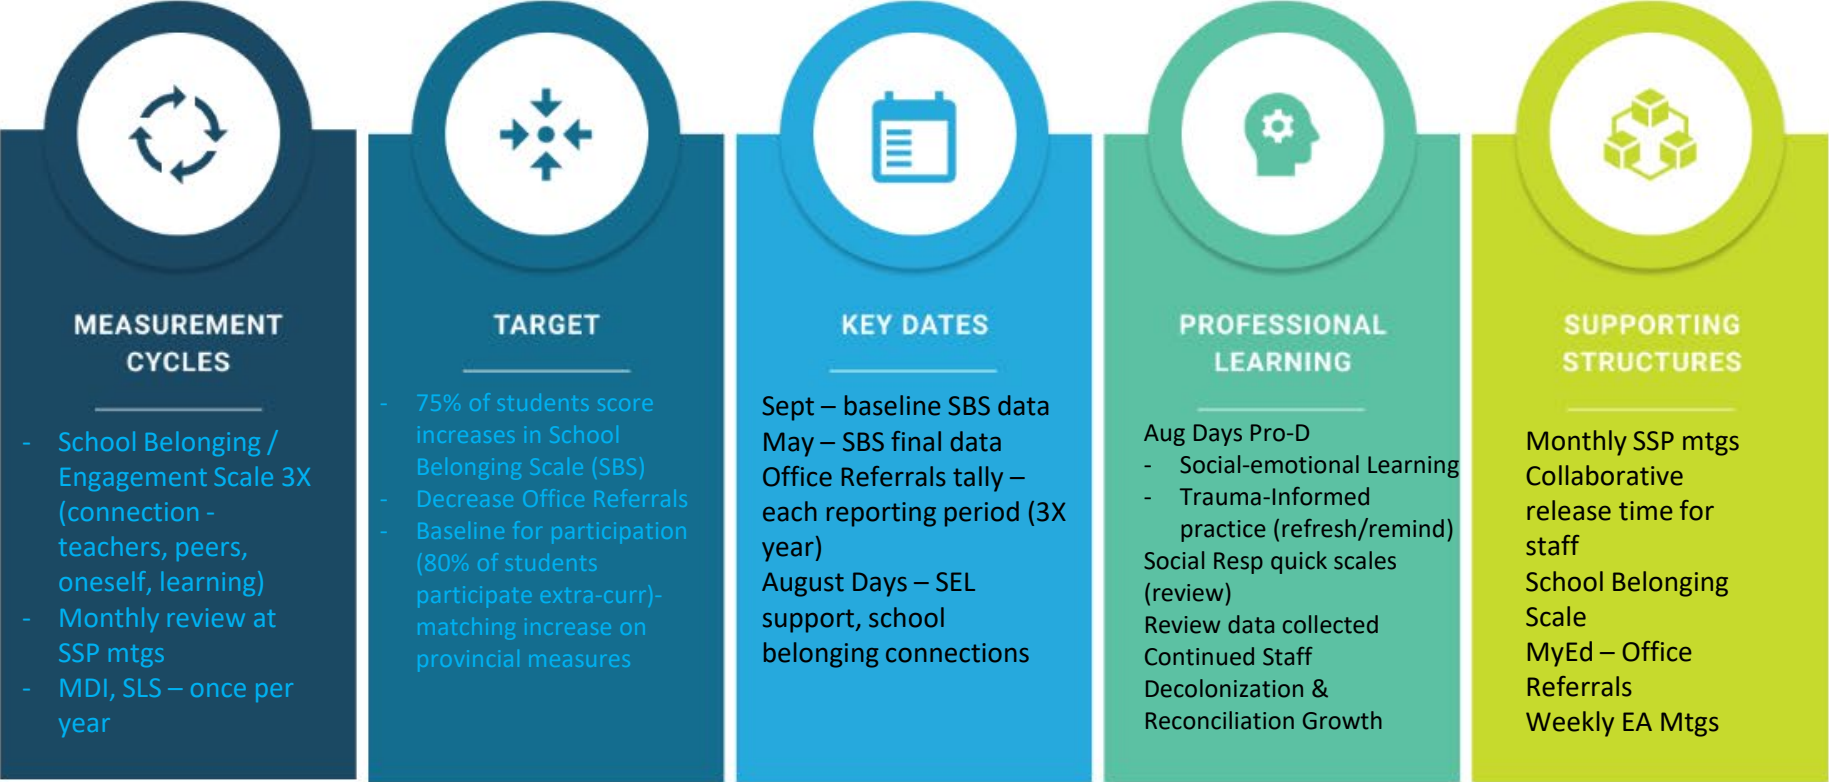 MEASUREMENT
CYCLES
- School Belonging /
Engagement Scale 3X
(connection -
teachers, peers,
oneself, learning)
- Monthly review at
SSP mtgs
- MDI, SLS – once per
year
TARGET
- 75% of students score
increases in School
Belonging Scale (SBS)
- Decrease Office Referrals
- Baseline for participation
(80% of students
participate extra-curr)-
matching increase on
provincial measures
KEY DATES
Sept – baseline SBS data
May – SBS final data
Office Referrals tally –
each reporting period (3X
year)
August Days – SEL
support, school
belonging connections
PROFESSIONAL
LEARNING
Aug Days Pro-D
- Social-emotional Learning
- Trauma-Informed
practice (refresh/remind)
Social Resp quick scales
(review)
Review data collected
Continued Staff
Decolonization &
Reconciliation Growth
SUPPORTING
STRUCTURES
Monthly SSP mtgs
Collaborative
release time for
staff
School Belonging
Scale
MyEd – Office
Referrals
Weekly EA Mtgs